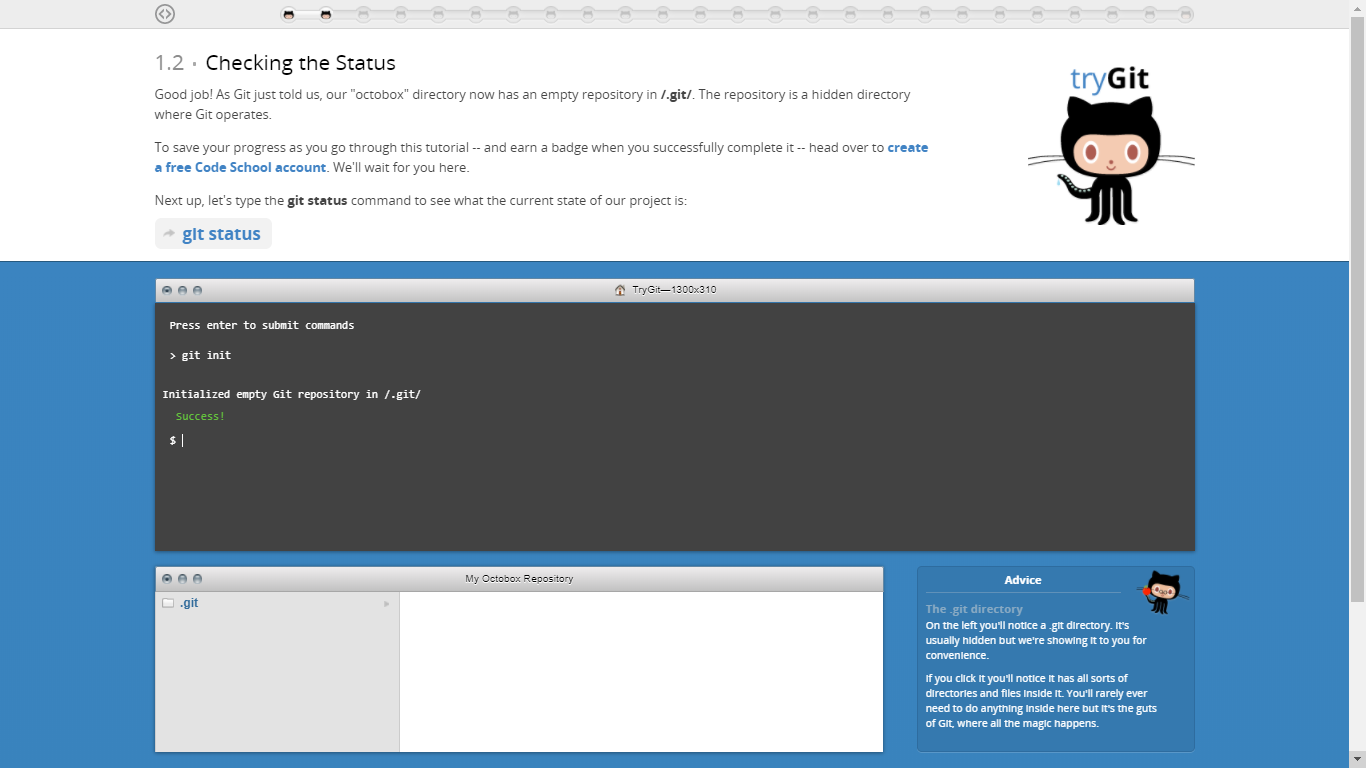 1.2 · Checking the Status
Good job! As Git just told us, our "octobox" directory now has an empty repository in /.git/. The repository is a hidden directory
where Git operates.
To save your progress as you go through this tutorial -- and earn a badge when you successfully complete it -- head over to create
a free Code School account. We'll wait for you here.
Next up, let's type the git status command to see what the current state of our project is:
git status
tryGit
TryGit—1300x310
Press enter to submit commands
> git init
Initialized empty Git repository in /.git/
Success!
$
My Octobox Repository
.git
Advice
The .git directory
On the left you'll notice a .git directory. It's
usually hidden but we're showing it to you for
convenience.
If you click it you'll notice it has all sorts of
directories and files inside it. You'll rarely ever
need to do anything inside here but it's the guts
of Git, where all the magic happens.